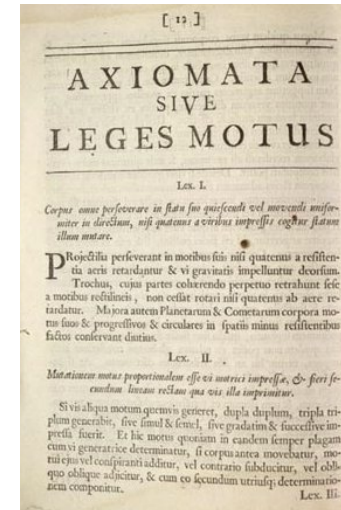 [ 12 ]
AXIOMATA
SIVE
LEGES MOTUS
Lex. I.
Corpus omne perseverare in statu suo quiescendi vel movendi unifor-
miter in directum, nisi quatenus a viribus impressis cogitur statum
illum mutare.
PRojectilia perseverant in motibus suis nisi quatenus a resisten-
tia aeris retardantur & vi gravitatis impelluntur deorsum.
Trochus, cujus partes cohærendo perpetuo retrahunt sese
a motibus rectilineis, non cessat rotari nisi quatenus ab aere re-
tardatur. Majora autem Planetarum & Cometarum corpora mo-
tus suos & progressivos & circulares in spatiis minus resistentibus
factos conservant diutius.
Lex. II.
Mutationem motus proportionalem esse vi motrici impressæ, & fieri se-
cundum lineam rectam qua vis illa imprimitur.
Si vis aliqua motum quemvis generet, dupla duplum, tripla tri-
plum generabit, sive simul & semel, sive gradatim & successive im-
pressa fuerit. Et hic motus quoniam in eandem semper plagam
cum vi generatrice determinatur, si corpus antea movebatur, mo-
tui ejus vel conspiranti additur, vel contrario subducitur, vel obli-
quo oblique adjicitur, & cum eo secundum utriusq; determinatio-
nem componitur.
Lex. III.